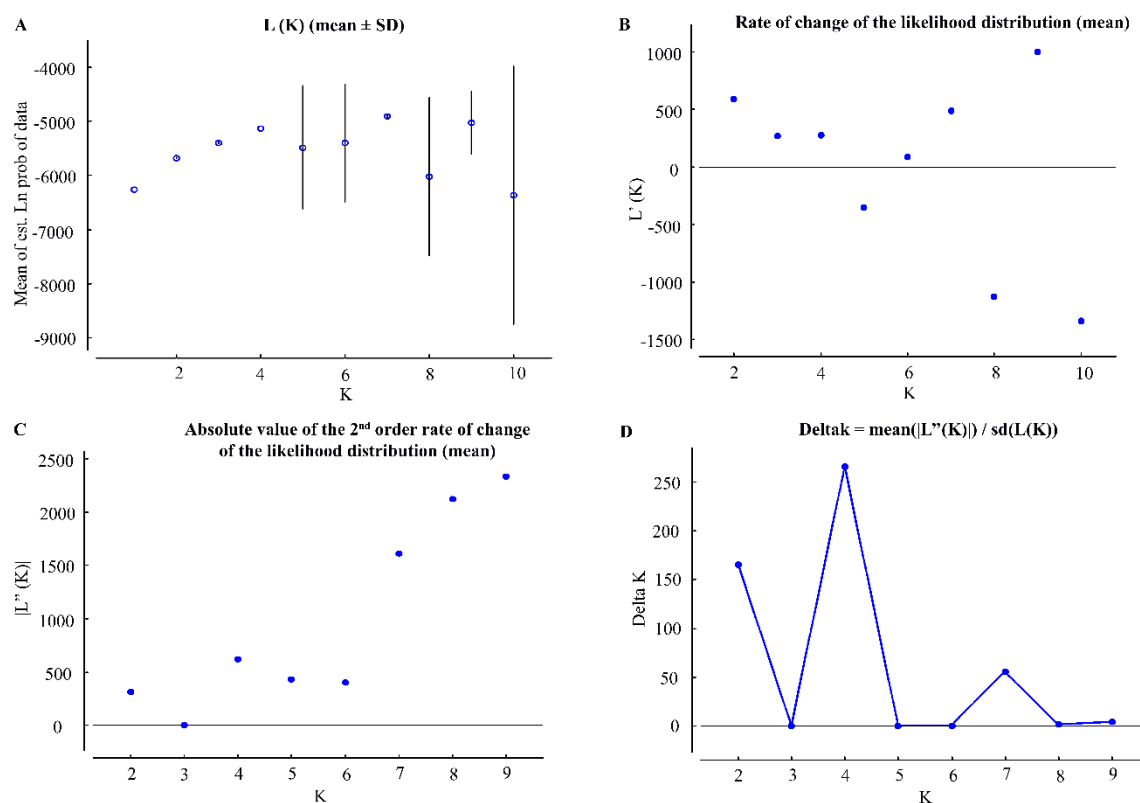 A
L (K) (mean ± SD)
Mean of est. Ln prob of data
-4000
-5000
-6000
-7000
-8000
-9000
2
4
6
8
10
K
B
Rate of change of the likelihood distribution (mean)
L' (K)
1000
500
0
-500
-1000
-1500
2
4
6
8
10
K
C
Absolute value of the 2nd order rate of change
of the likelihood distribution (mean)
|L” (K)|
2500
2000
1500
1000
500
0
2
3
4
5
6
7
8
9
K
D
Deltak = mean(|L”(K)|) / sd(L(K))
Delta K
250
200
150
100
50
0
2
3
4
5
6
7
8
9
K